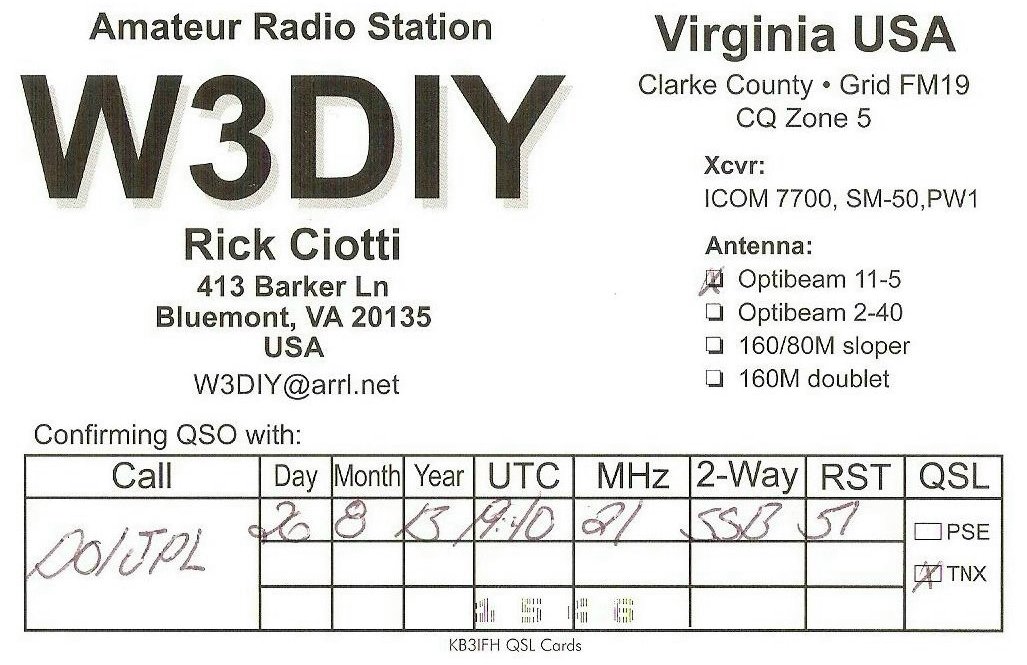 Amateur Radio Station
W3DIY
Rick Ciotti
413 Barker Ln
Bluemont, VA 20135
USA
W3DIY@arrl.net
Virginia USA
Clarke County • Grid FM19
CQ Zone 5
Xcvr:
ICOM 7700, SM-50,PW1
Antenna:
Optibeam 11-5
Optibeam 2-40
160/80M sloper
160M doublet
Confirming QSO with:
Call Day Month Year UTC MHz 2-Way RST QSL
DO1JPL 26 8 13 19:40 21 SSB 57
PSE
TNX
KB3IFH QSL Cards